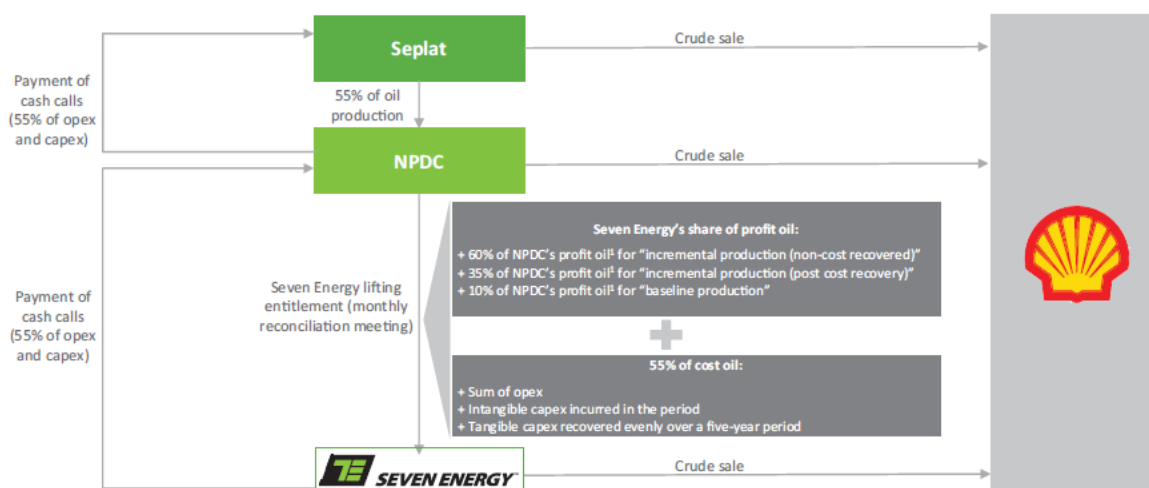 Seplat
Crude sale
Payment of
cash calls
(55% of opex
and capex)
55% of oil
production
NPDC
Crude sale
Seven Energy's share of profit oil:
+ 60% of NPDC's profit oil¹ for "incremental production (non-cost recovered)"
+ 35% of NPDC's profit oil¹ for "incremental production (post cost recovery)"
+ 10% of NPDC's profit oil¹ for "baseline production"
Seven Energy lifting
entitlement (monthly
reconciliation meeting)
Payment of
cash calls
(55% of opex
and capex)
55% of cost oil:
+ Sum of opex
+ Intangible capex incurred in the period
+ Tangible capex recovered evenly over a five-year period
SEVEN ENERGY™
Crude sale